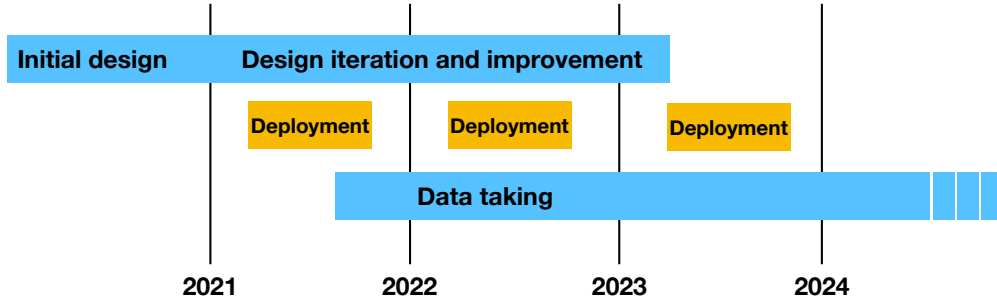 Initial design
Design iteration and improvement
Deployment
Deployment
Deployment
Data taking
2021
2022
2023
2024